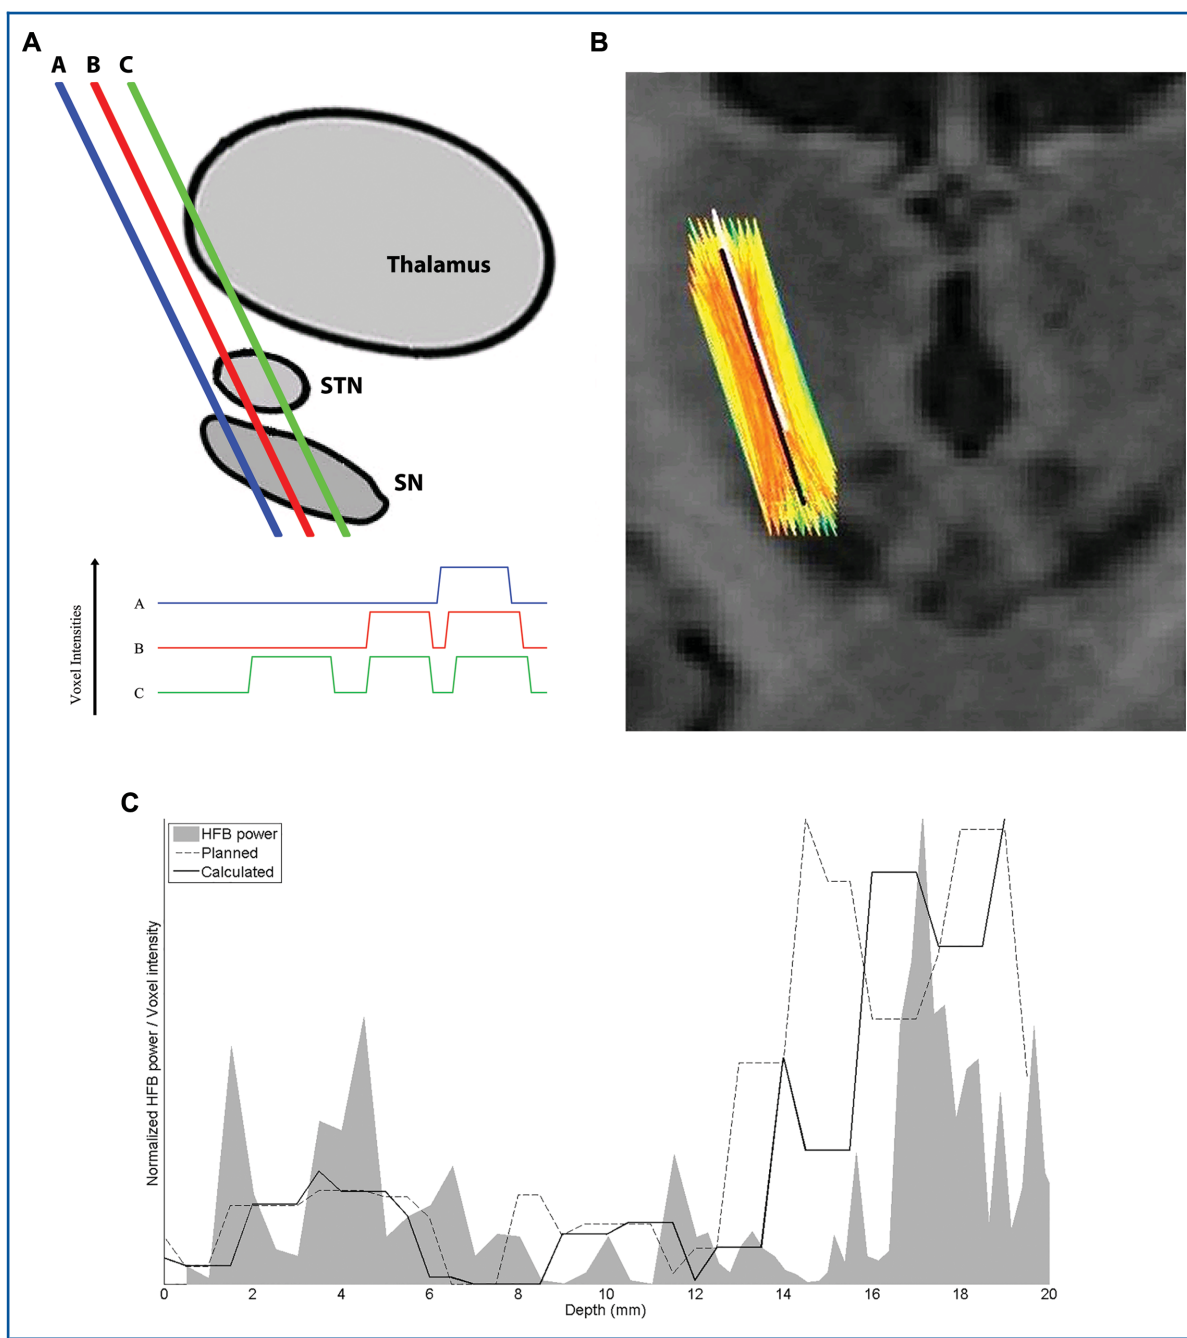 A
A B C
Thalamus
STN
SN
Voxel Intensities
A
B
C
B
C
HFB power
Planned
Calculated
Normalized HFB power / Voxel intensity
0 2 4 6 8 10 12 14 16 18 20
Depth (mm)